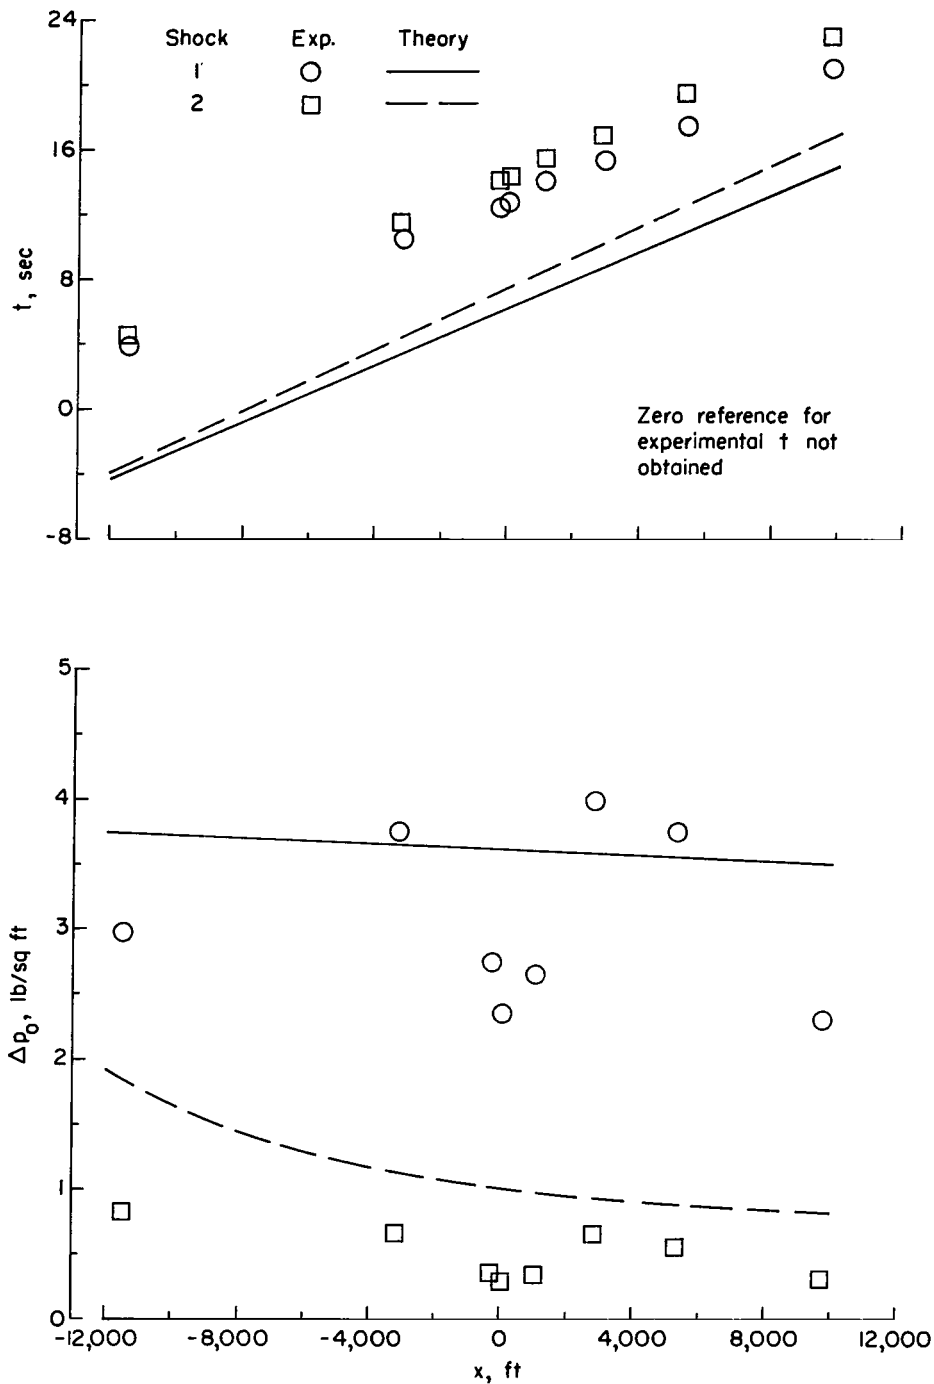 24
Shock Exp. Theory
1
2
16
8
t, sec
0
Zero reference for
experimental t not
obtained
-8
5
4
3
Δp₀, lb/sq ft
2
1
0
-12,000 -8,000 -4,000 0 4,000 8,000 12,000
x, ft